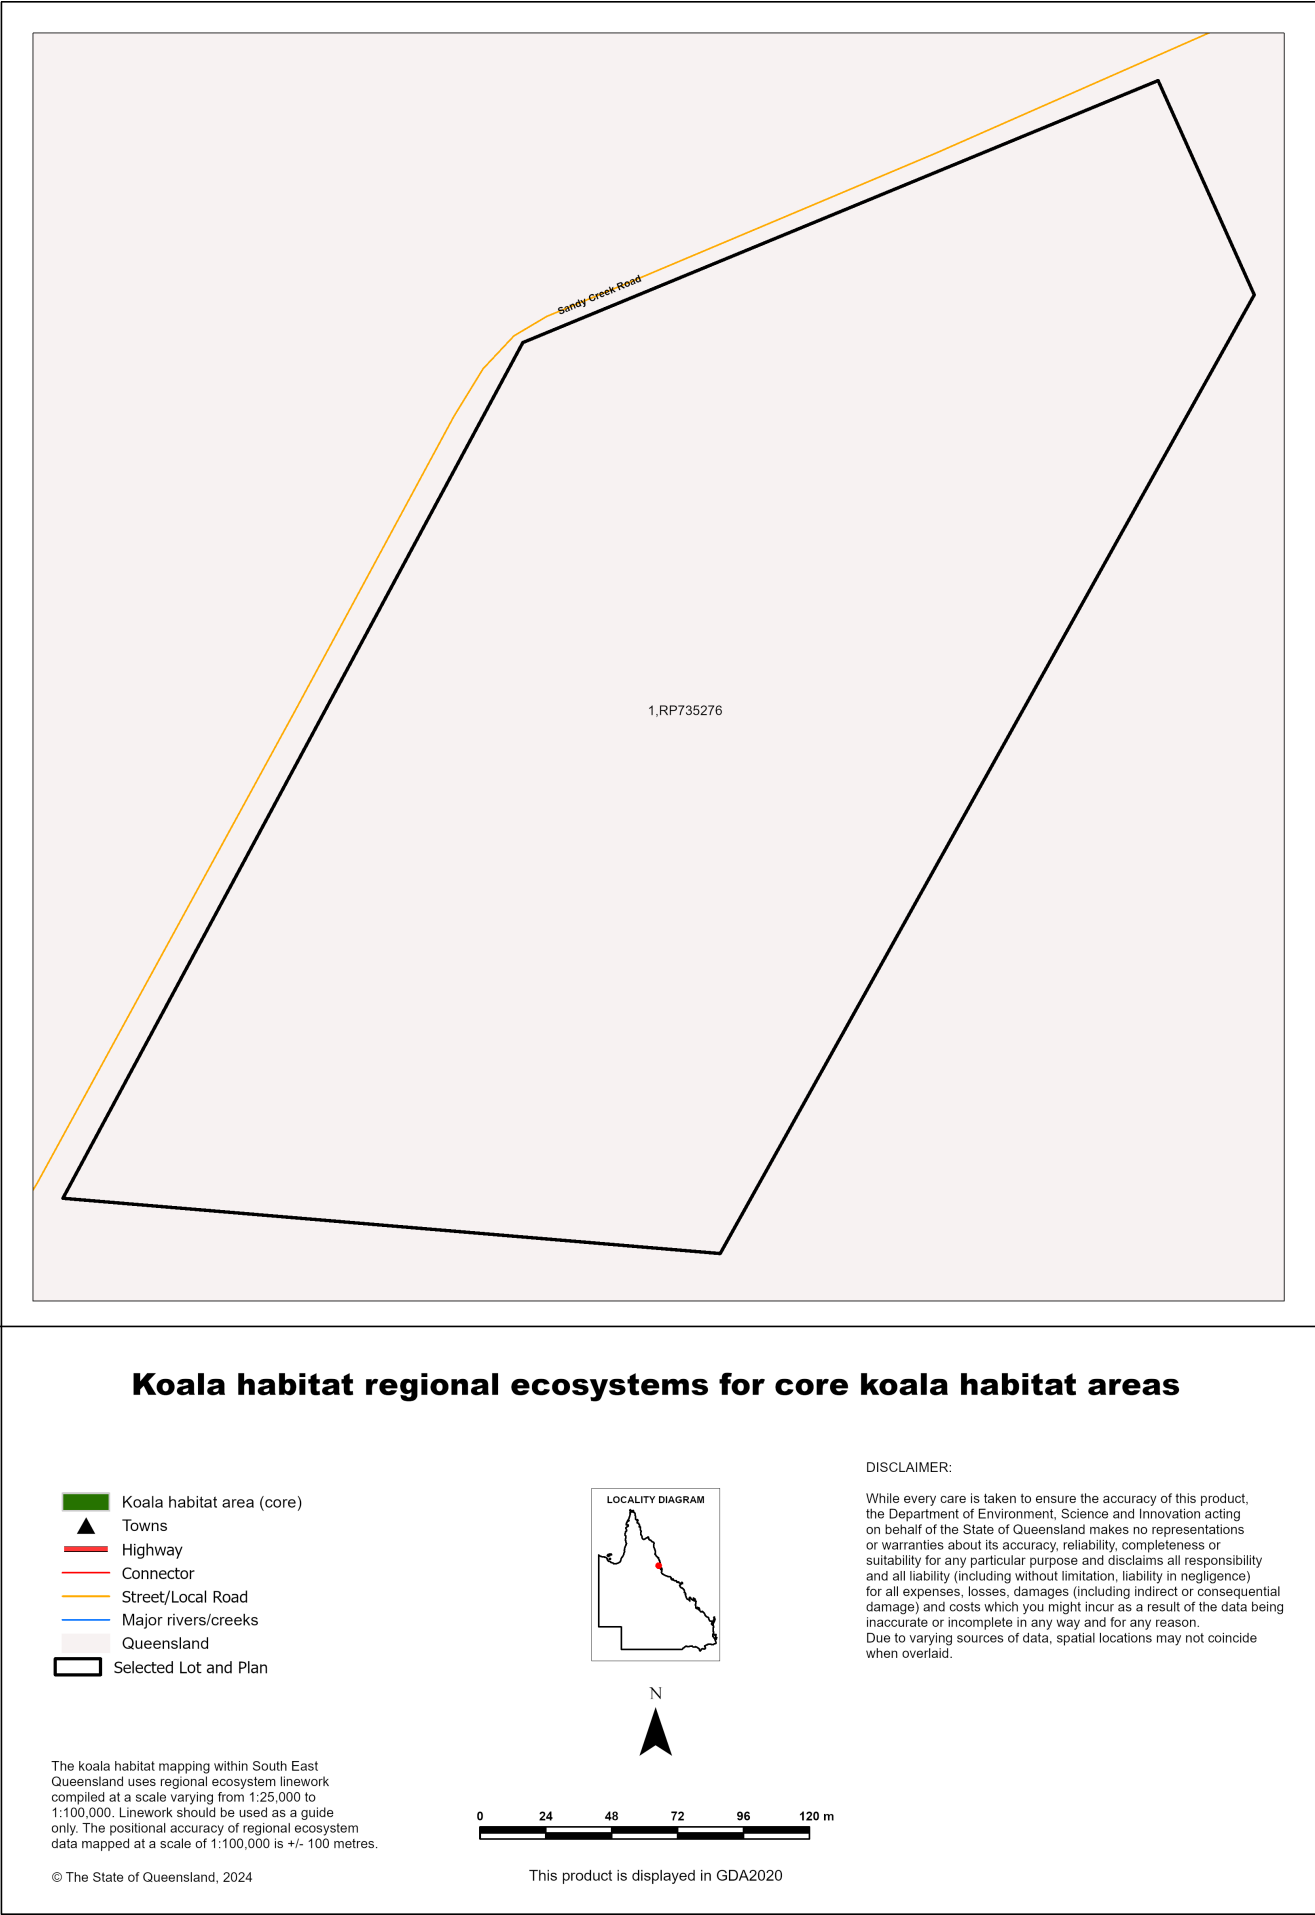 Sandy Creek Road
1,RP735276
Koala habitat regional ecosystems for core koala habitat areas
Koala habitat area (core)
Towns
Highway
Connector
Street/Local Road
Major rivers/creeks
Queensland
Selected Lot and Plan
The koala habitat mapping within South East
Queensland uses regional ecosystem linework
compiled at a scale varying from 1:25,000 to
1:100,000. Linework should be used as a guide
only. The positional accuracy of regional ecosystem
data mapped at a scale of 1:100,000 is +/- 100 metres.
© The State of Queensland, 2024
LOCALITY DIAGRAM
N
0 24 48 72 96 120 m
This product is displayed in GDA2020
DISCLAIMER:
While every care is taken to ensure the accuracy of this product,
the Department of Environment, Science and Innovation acting
on behalf of the State of Queensland makes no representations
or warranties about its accuracy, reliability, completeness or
suitability for any particular purpose and disclaims all responsibility
and all liability (including without limitation, liability in negligence)
for all expenses, losses, damages (including indirect or consequential
damage) and costs which you might incur as a result of the data being
inaccurate or incomplete in any way and for any reason.
Due to varying sources of data, spatial locations may not coincide
when overlaid.